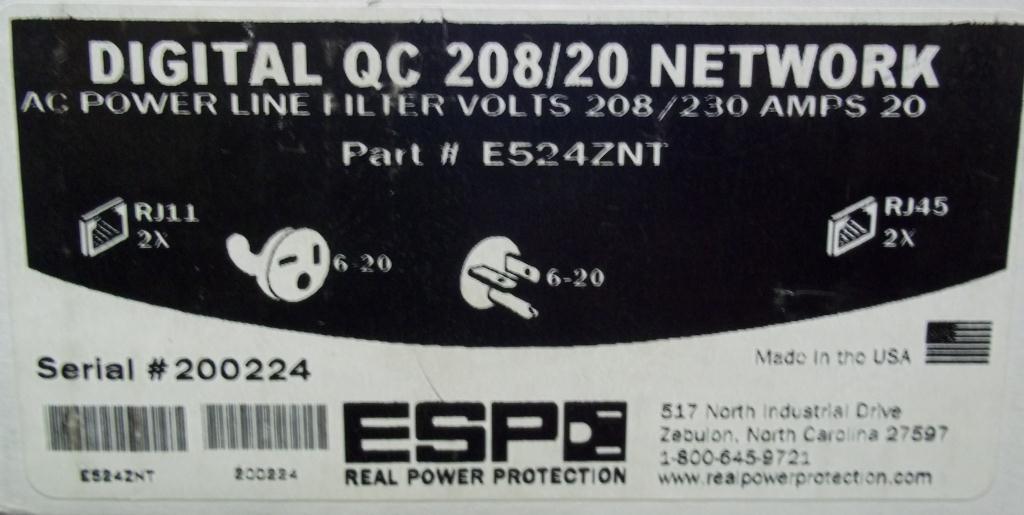 DIGITAL QC 208/20 NETWORK
AC POWER LINE FILTER VOLTS 208/230 AMPS 20
Part # E524ZNT
RJ11
2X
6-20
6-20
RJ45
2X
Serial # 200224
Made In the USA
E524ZNT
200224
ESP
REAL POWER PROTECTION
517 North Industrial Drive
Zebulon, North Carolina 27597
1-800-645-9721
www.realpowerprotection.com